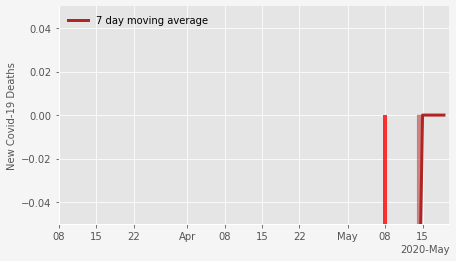 7 day moving average
New Covid-19 Deaths
0.04
0.02
0.00
−0.02
−0.04
08 15 22 Apr 08 15 22 May 08 15
2020-May